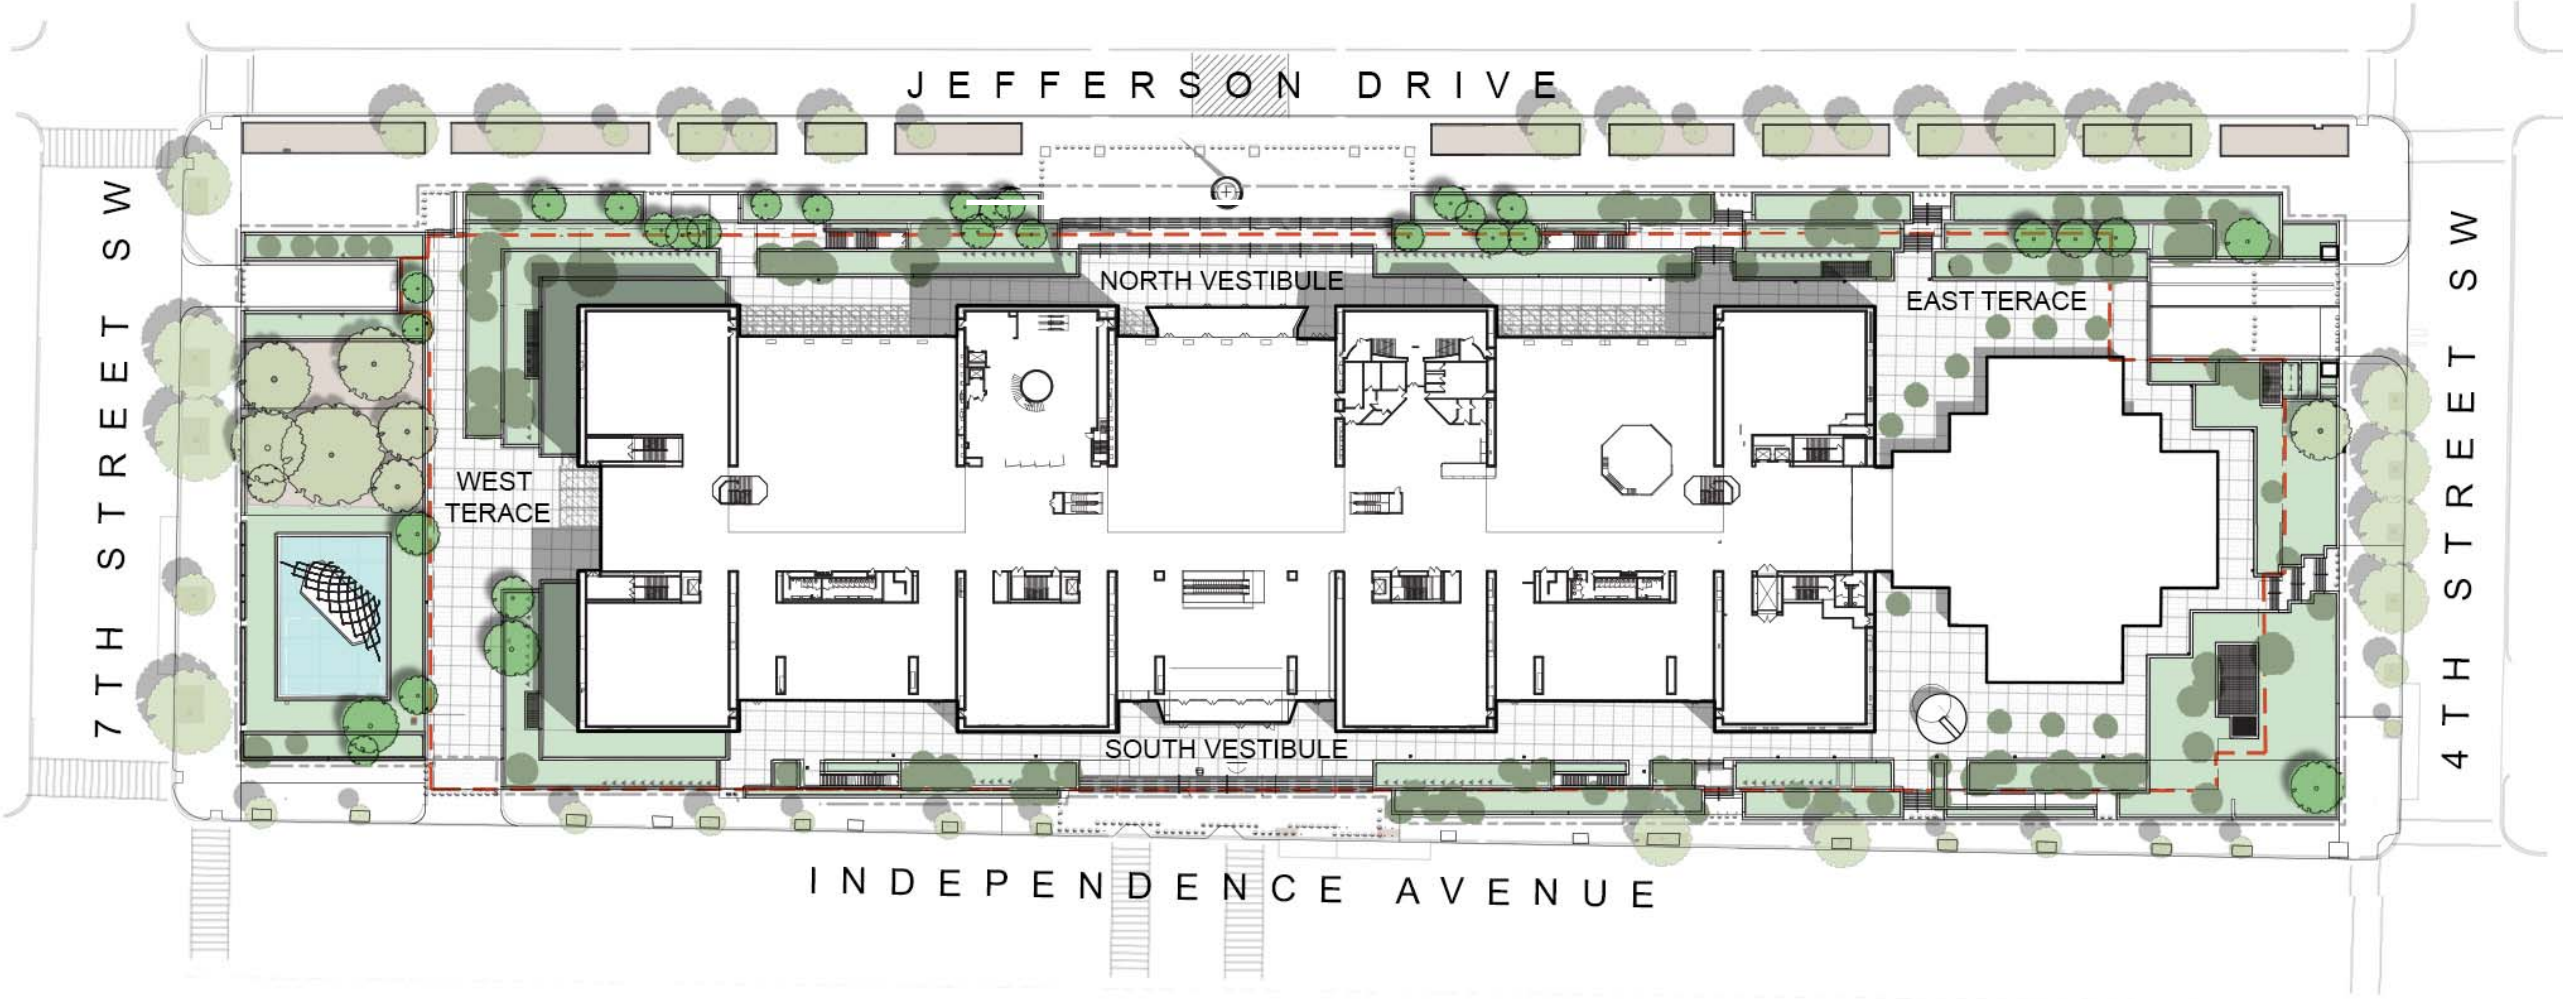 JEFFERSON DRIVE
7TH STREET SW
NORTH VESTIBULE
EAST TERACE
4TH STREET SW
WEST
TERACE
SOUTH VESTIBULE
INDEPENDENCE AVENUE